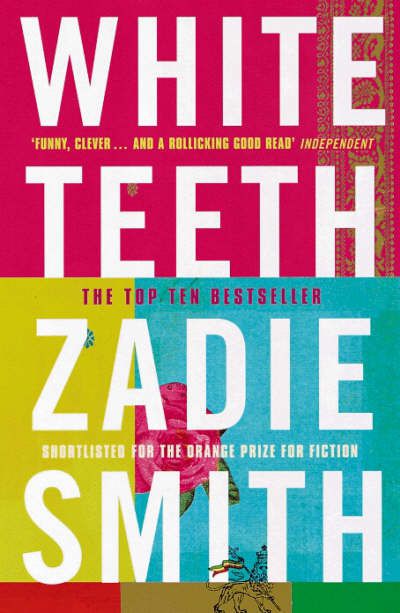 WHITE
'FUNNY, CLEVER ... AND A ROLLICKING GOOD READ' INDEPENDENT
TEETH
THE TOP TEN BESTSELLER
ZADIE
SHORTLISTED FOR THE ORANGE PRIZE FOR FICTION
SMITH